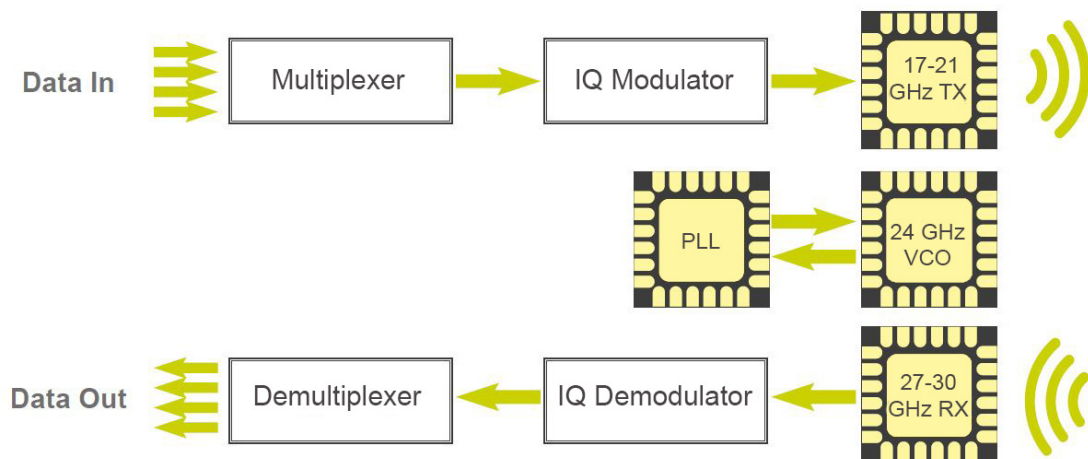 Data In
Multiplexer
IQ Modulator
17-21
GHz TX
PLL
24 GHz
VCO
Data Out
Demultiplexer
IQ Demodulator
27-30
GHz RX